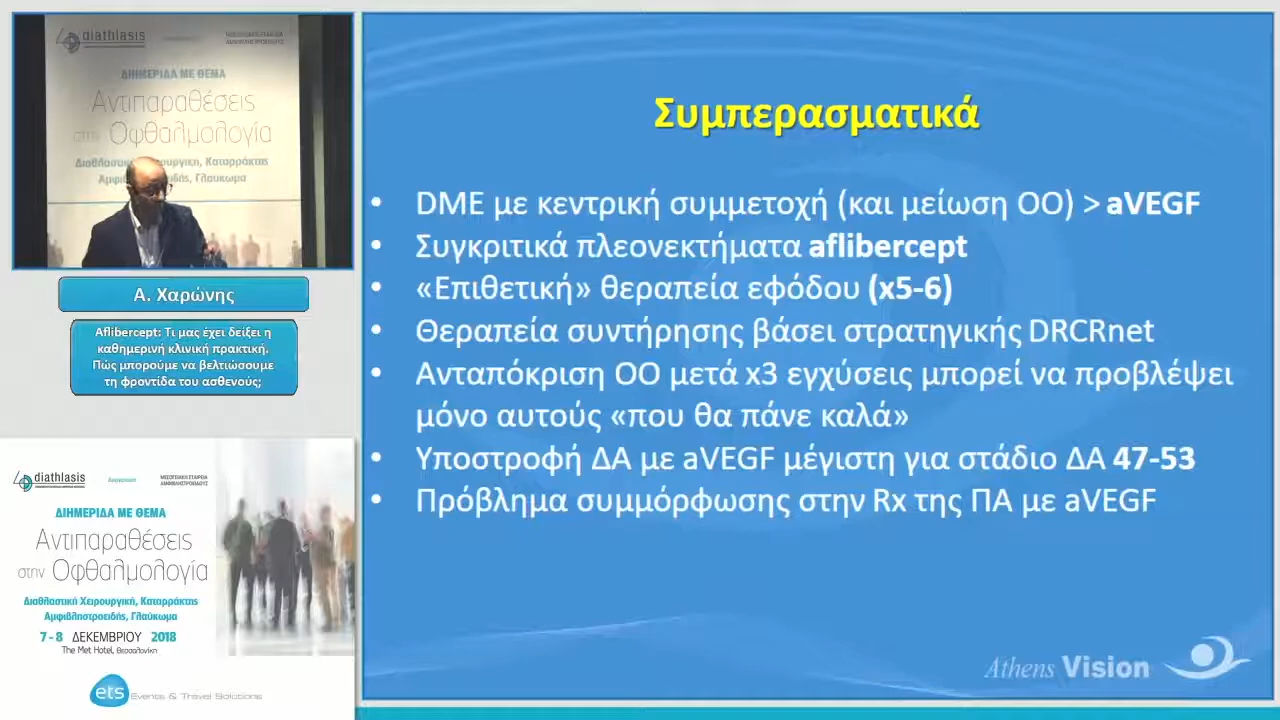 diathlasis
ΜΕΣΟΓΕΙΑΚΗ ΕΤΑΙΡΕΙΑ
ΑΜΦΙΒΛΗΣΤΡΟΕΙΔΟΥΣ
ΔΙΗΜΕΡΙΔΑ ΜΕ ΘΕΜΑ
Αντιπαραθέσεις
στην Οφθαλμολογία
Καταρράκτης
Γλαύκωμα
Α. Χαρώνης
Aflibercept: Τι μας έχει δείξει η
καθημερινή κλινική πρακτική.
Πώς μπορούμε να βελτιώσουμε
τη φροντίδα του ασθενούς;
diathlasis
ΜΕΣΟΓΕΙΑΚΗ ΕΤΑΙΡΕΙΑ
ΑΜΦΙΒΛΗΣΤΡΟΕΙΔΟΥΣ
ΔΙΗΜΕΡΙΔΑ ΜΕ ΘΕΜΑ
Αντιπαραθέσεις
στην Οφθαλμολογία
Διαθλαστική Χειρουργική, Καταρράκτης
Αμφιβληστροειδής, Γλαύκωμα
7-8 ΔΕΚΕΜΒΡΙΟΥ 2018
The Met Hotel, Θεσσαλονίκη
ets Events & Travel Solutions
Συμπερασματικά
• DME με κεντρική συμμετοχή (και μείωση ΟΟ) > aVEGF
• Συγκριτικά πλεονεκτήματα aflibercept
• «Επιθετική» θεραπεία εφόδου (x5-6)
• Θεραπεία συντήρησης βάσει στρατηγικής DRCRnet
• Ανταπόκριση ΟΟ μετά x3 εγχύσεις μπορεί να προβλέψει
μόνο αυτούς «που θα πάνε καλά»
• Υποστροφή ΔΑ με aVEGF μέγιστη για στάδιο ΔΑ 47-53
• Πρόβλημα συμμόρφωσης στην Rx της ΠΑ με aVEGF
Athens Vision